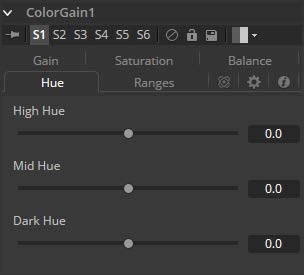 ColorGain1
S1 S2 S3 S4 S5 S6
Gain Saturation Balance
Hue Ranges
High Hue
0.0
Mid Hue
0.0
Dark Hue
0.0